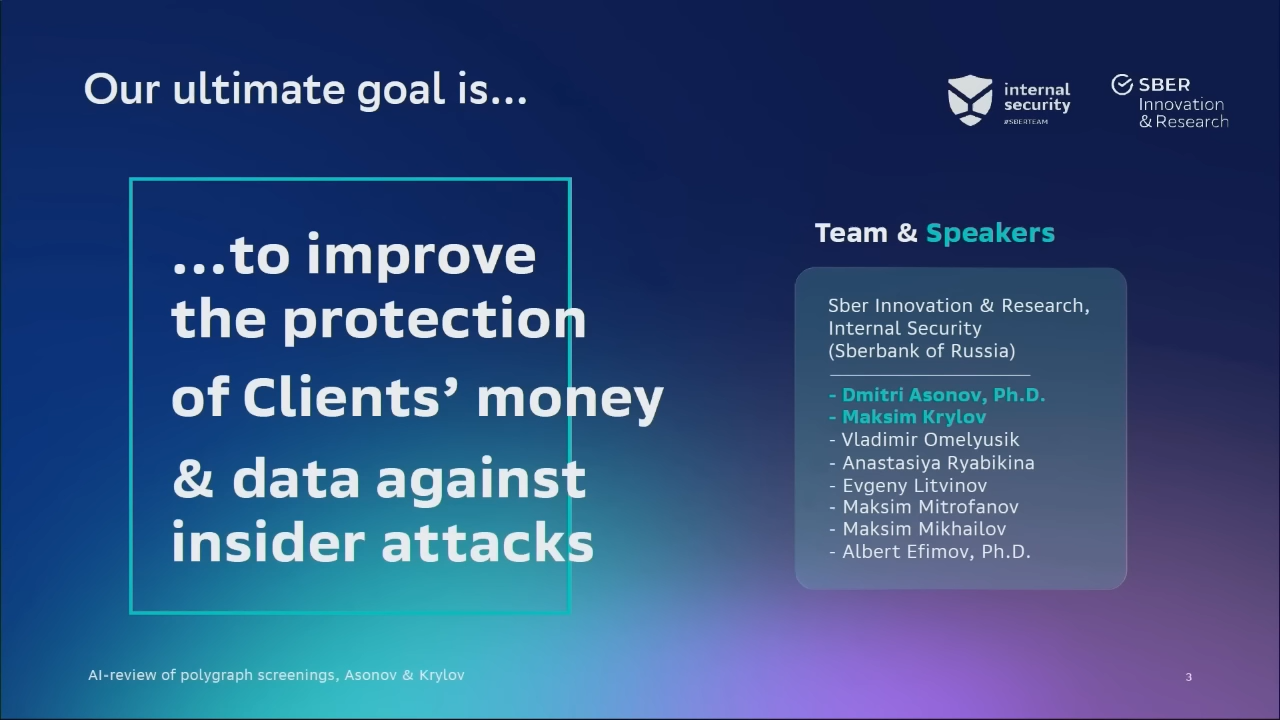 Our ultimate goal is...
internal
security
#SBERTEAM
SBER
Innovation
& Research
...to improve
the protection
of Clients’ money
& data against
insider attacks
Team & Speakers
Sber Innovation & Research,
Internal Security
(Sberbank of Russia)
- Dmitri Asonov, Ph.D.
- Maksim Krylov
- Vladimir Omelyusik
- Anastasiya Ryabikina
- Evgeny Litvinov
- Maksim Mitrofanov
- Maksim Mikhailov
- Albert Efimov, Ph.D.
AI-review of polygraph screenings, Asonov & Krylov
3